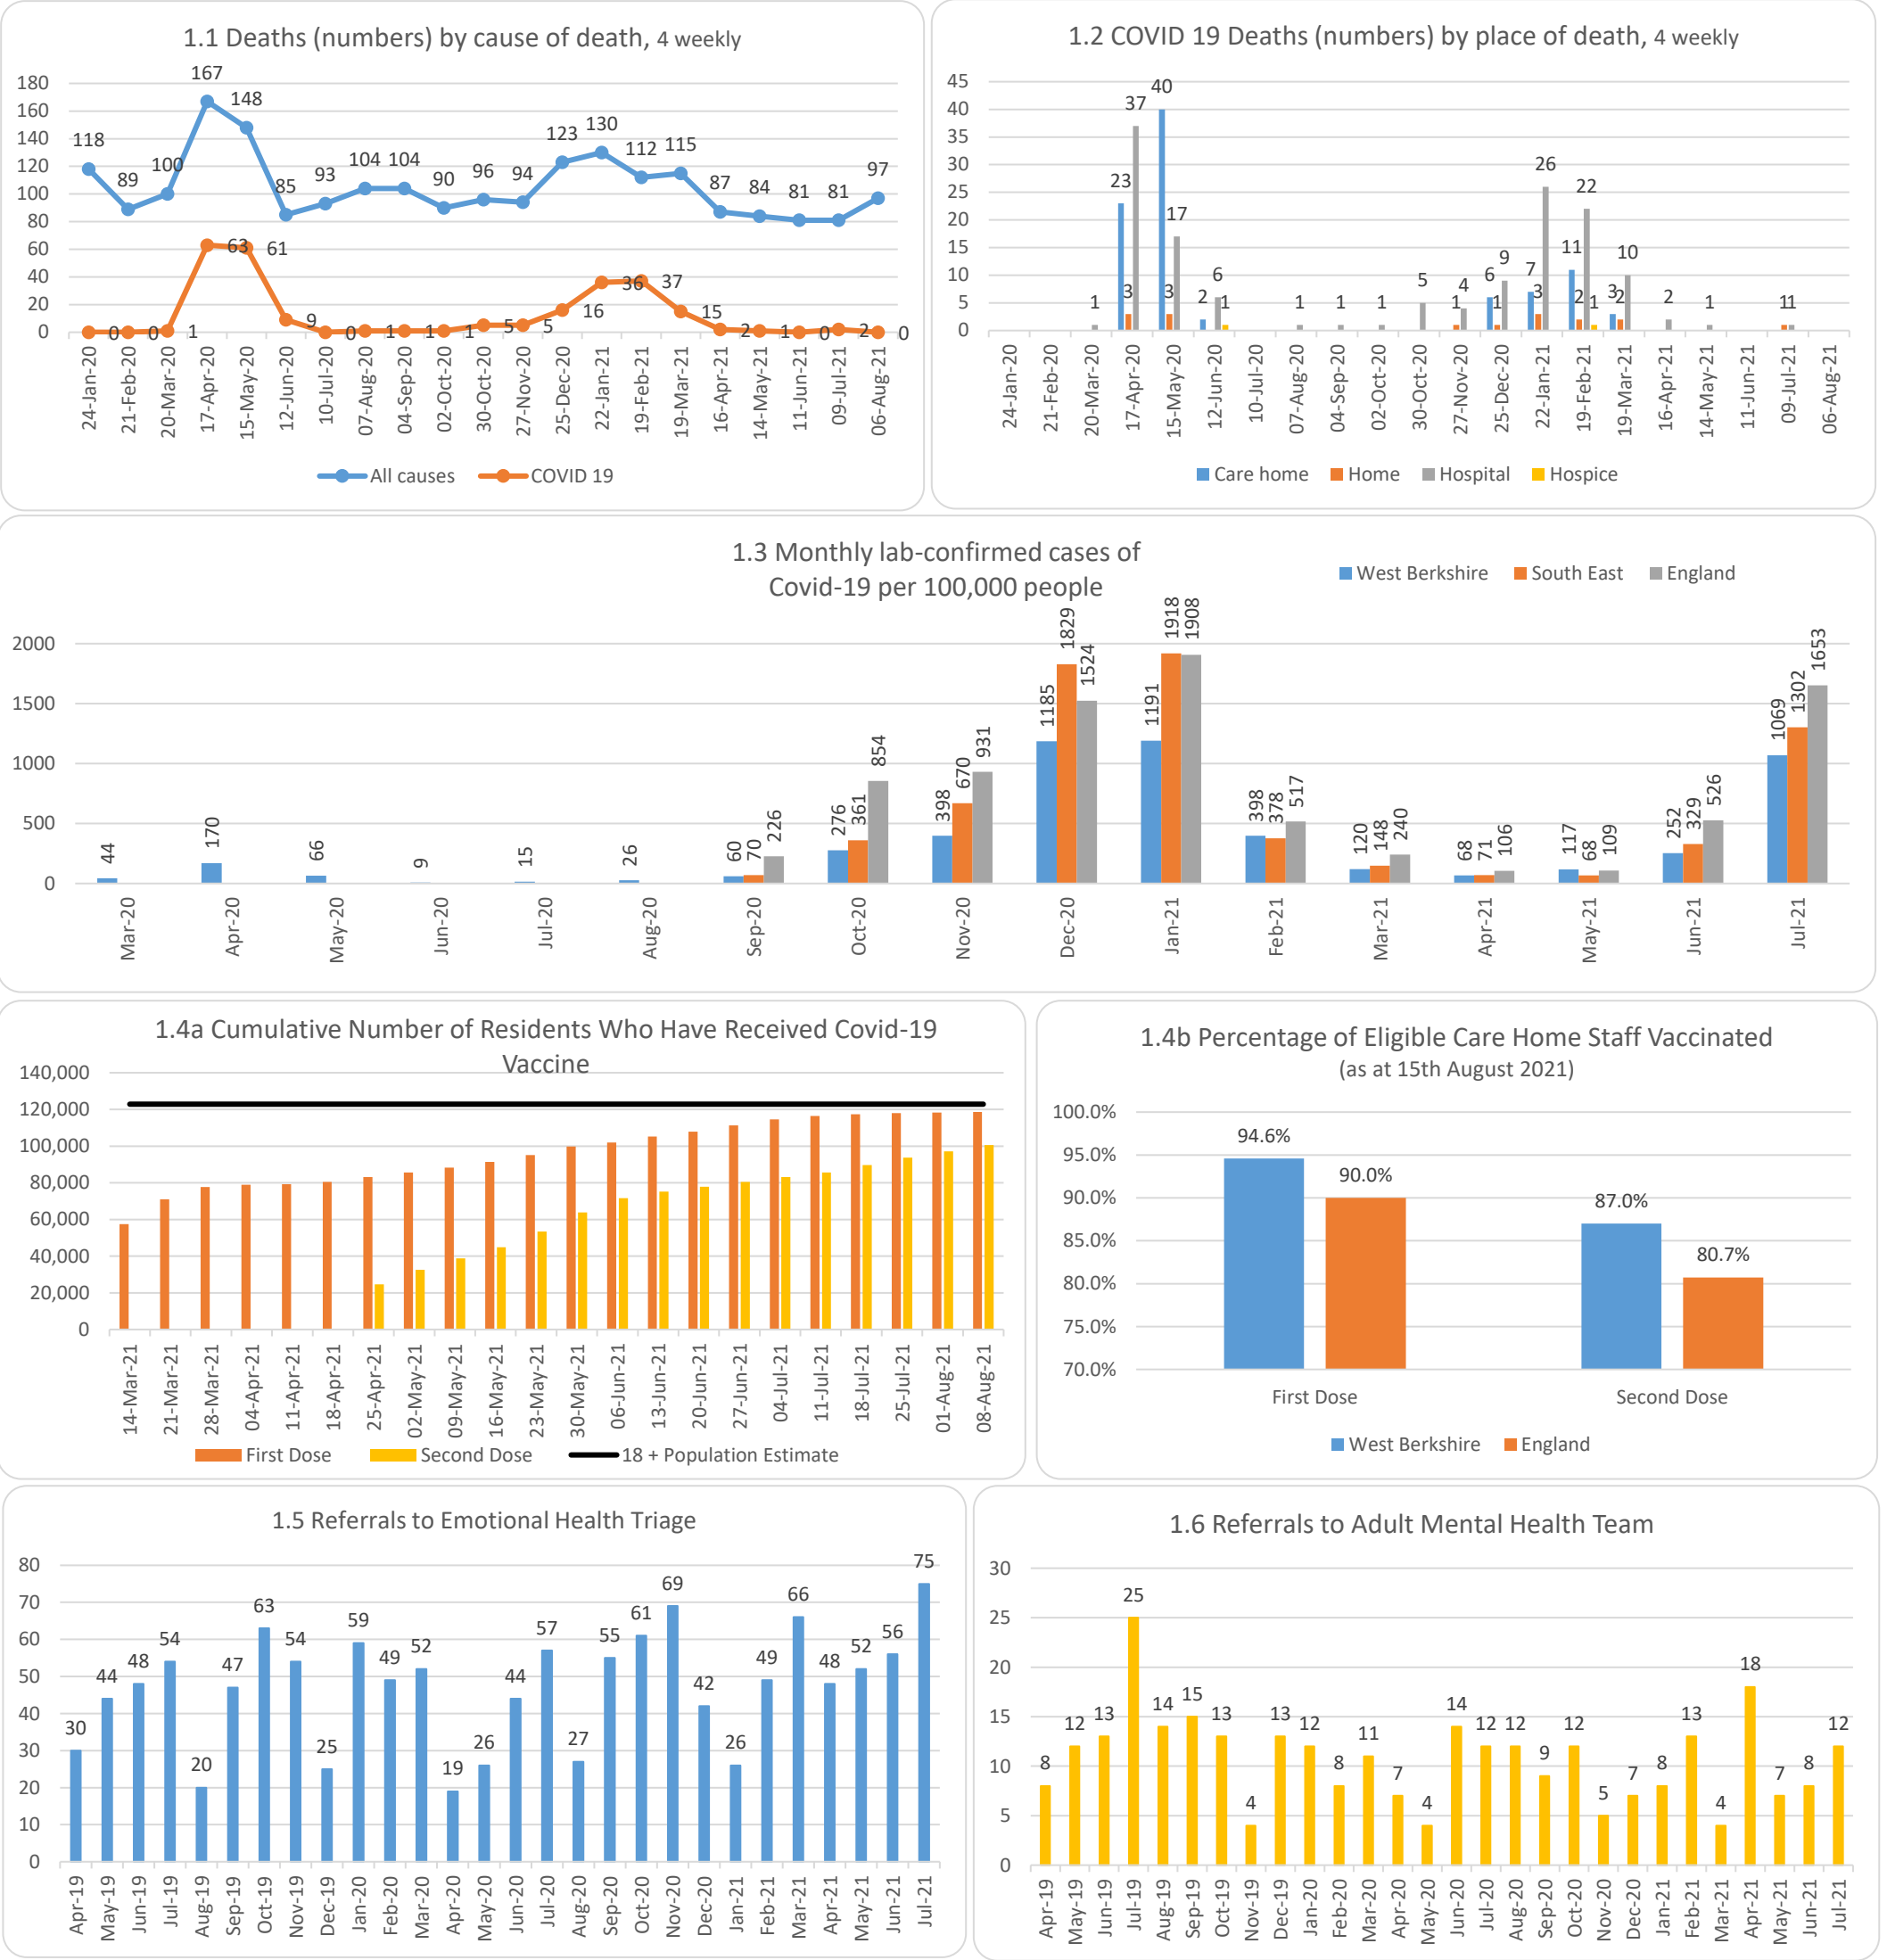 1.1 Deaths (numbers) by cause of death, 4 weekly
180
160
140
120
100
80
60
40
20
0
118
89
100
167
148
85
93
104
104
90
96
94
123
130
112
115
87
84
81
81
97
0
0
1
63
61
9
0
1
1
1
5
5
16
36
37
15
2
1
0
2
0
24-Jan-20
21-Feb-20
20-Mar-20
17-Apr-20
15-May-20
12-Jun-20
10-Jul-20
07-Aug-20
04-Sep-20
02-Oct-20
30-Oct-20
27-Nov-20
25-Dec-20
22-Jan-21
19-Feb-21
19-Mar-21
16-Apr-21
14-May-21
11-Jun-21
09-Jul-21
06-Aug-21
All causes
COVID 19
1.2 COVID 19 Deaths (numbers) by place of death, 4 weekly
45
40
35
30
25
20
15
10
5
0
1
23
3
37
40
3
17
2
6
1
1
1
1
5
1
4
6
1
9
7
3
26
11
2
22
1
3
2
10
2
1
1
1
24-Jan-20
21-Feb-20
20-Mar-20
17-Apr-20
15-May-20
12-Jun-20
10-Jul-20
07-Aug-20
04-Sep-20
02-Oct-20
30-Oct-20
27-Nov-20
25-Dec-20
22-Jan-21
19-Feb-21
19-Mar-21
16-Apr-21
14-May-21
11-Jun-21
09-Jul-21
06-Aug-21
Care home
Home
Hospital
Hospice
1.3 Monthly lab-confirmed cases of
Covid-19 per 100,000 people
West Berkshire
South East
England
2000
1500
1000
500
0
44
170
66
9
15
26
60
70
226
276
361
854
398
670
931
1185
1829
1524
1191
1918
1908
398
378
517
120
148
240
68
71
106
117
68
109
252
329
526
1069
1302
1653
Mar-20
Apr-20
May-20
Jun-20
Jul-20
Aug-20
Sep-20
Oct-20
Nov-20
Dec-20
Jan-21
Feb-21
Mar-21
Apr-21
May-21
Jun-21
Jul-21
1.4a Cumulative Number of Residents Who Have Received Covid-19
Vaccine
140,000
120,000
100,000
80,000
60,000
40,000
20,000
0
14-Mar-21
21-Mar-21
28-Mar-21
04-Apr-21
11-Apr-21
18-Apr-21
25-Apr-21
02-May-21
09-May-21
16-May-21
23-May-21
30-May-21
06-Jun-21
13-Jun-21
20-Jun-21
27-Jun-21
04-Jul-21
11-Jul-21
18-Jul-21
25-Jul-21
01-Aug-21
08-Aug-21
First Dose
Second Dose
18 + Population Estimate
1.4b Percentage of Eligible Care Home Staff Vaccinated
(as at 15th August 2021)
100.0%
95.0%
90.0%
85.0%
80.0%
75.0%
70.0%
94.6%
90.0%
87.0%
80.7%
First Dose
Second Dose
West Berkshire
England
1.5 Referrals to Emotional Health Triage
80
70
60
50
40
30
20
10
0
30
44
48
54
20
47
63
54
25
59
49
52
19
26
44
57
27
55
61
69
42
26
49
66
48
52
56
75
Apr-19
May-19
Jun-19
Jul-19
Aug-19
Sep-19
Oct-19
Nov-19
Dec-19
Jan-20
Feb-20
Mar-20
Apr-20
May-20
Jun-20
Jul-20
Aug-20
Sep-20
Oct-20
Nov-20
Dec-20
Jan-21
Feb-21
Mar-21
Apr-21
May-21
Jun-21
Jul-21
1.6 Referrals to Adult Mental Health Team
30
25
20
15
10
5
0
8
12
13
25
14
15
13
4
13
12
8
11
7
4
14
12
12
9
12
5
7
8
13
4
18
7
8
12
Apr-19
May-19
Jun-19
Jul-19
Aug-19
Sep-19
Oct-19
Nov-19
Dec-19
Jan-20
Feb-20
Mar-20
Apr-20
May-20
Jun-20
Jul-20
Aug-20
Sep-20
Oct-20
Nov-20
Dec-20
Jan-21
Feb-21
Mar-21
Apr-21
May-21
Jun-21
Jul-21